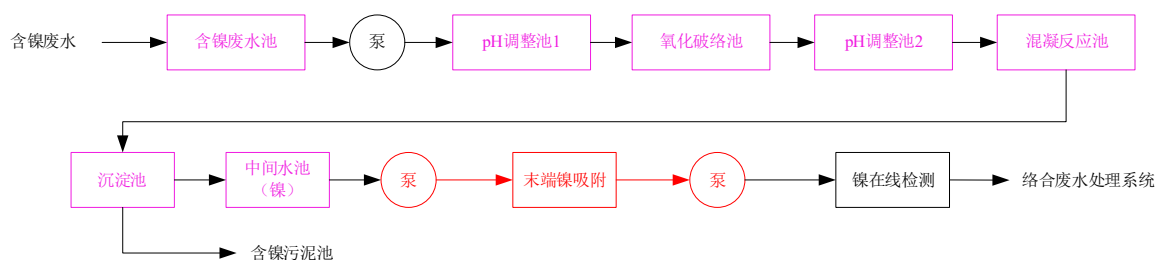 含镍废水
含镍废水池
泵
pH调整池1
氧化破络池
pH调整池2
混凝反应池
沉淀池
中间水池
（镍）
泵
末端镍吸附
泵
镍在线检测
络合废水处理系统
含镍污泥池